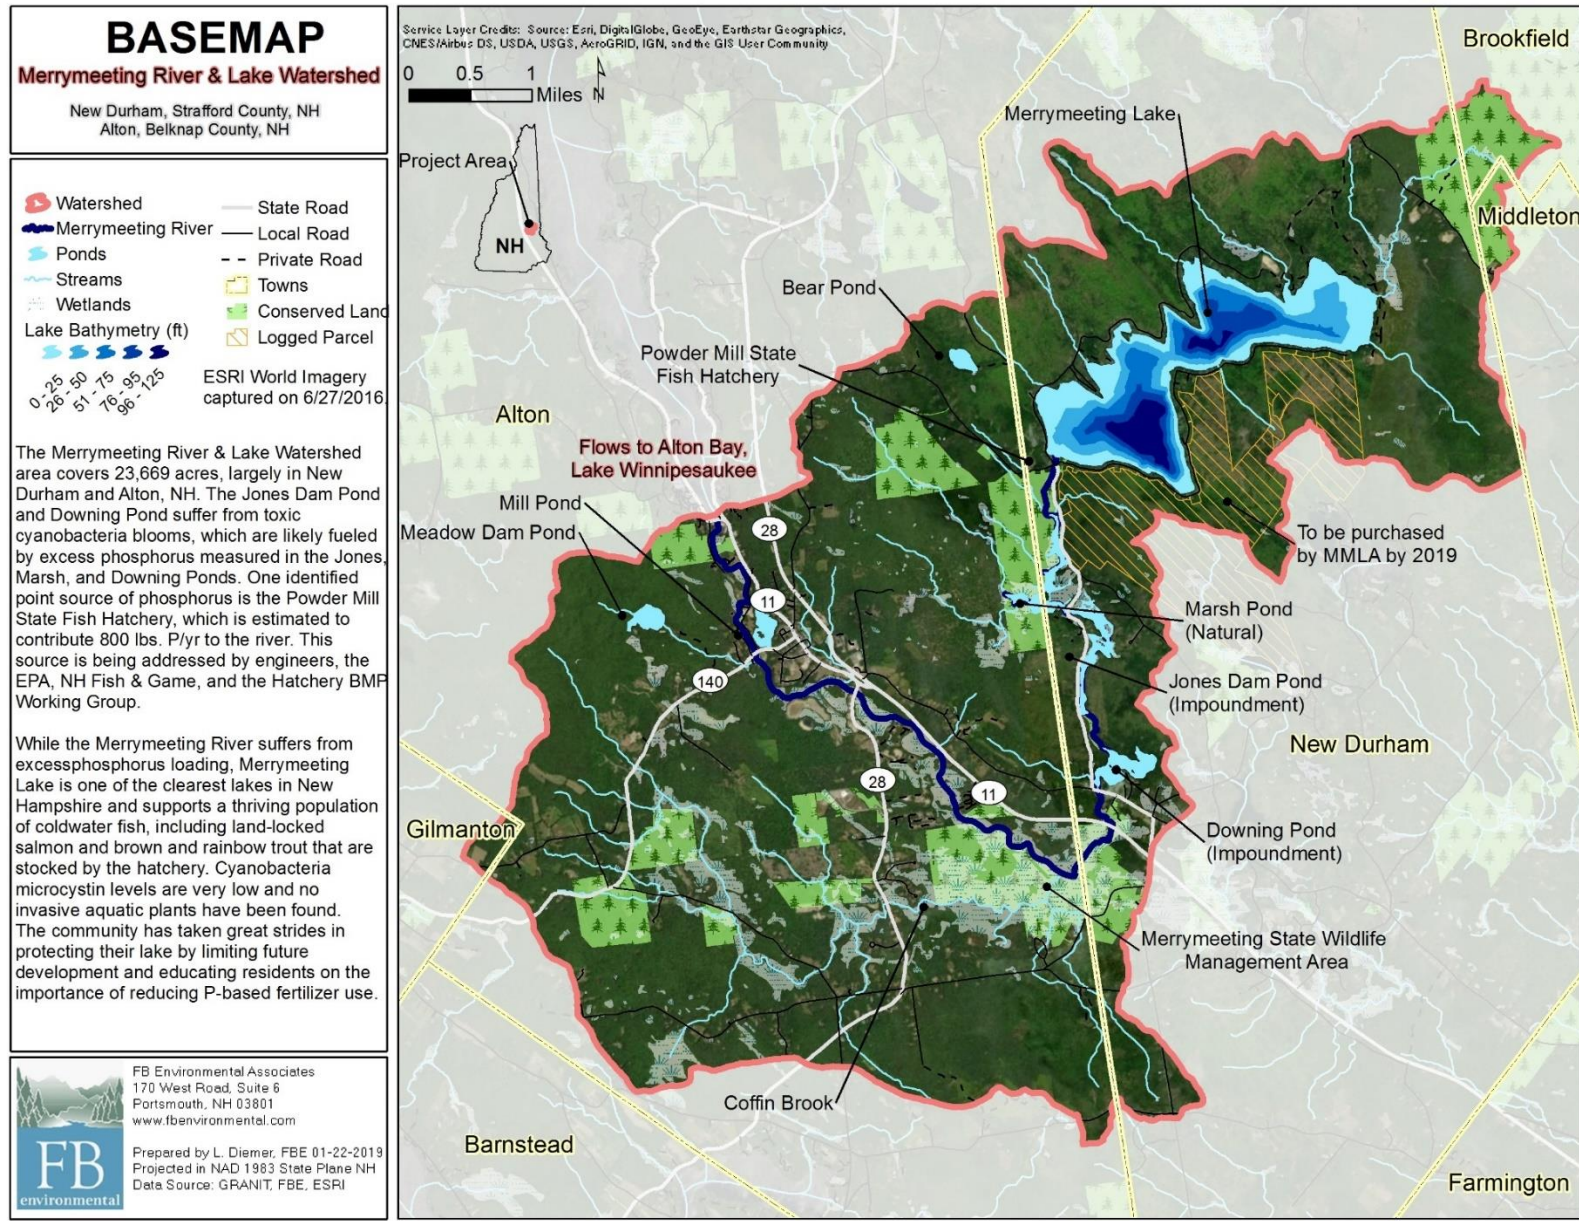 BASEMAP
Merrymeeting River & Lake Watershed
New Durham, Strafford County, NH
Alton, Belknap County, NH
Watershed
Merrymeeting River
Ponds
Streams
Wetlands
Lake Bathymetry (ft)
0 - 25
26 - 50
51 - 75
76 - 95
96 - 125
State Road
Local Road
Private Road
Towns
Conserved Land
Logged Parcel
ESRI World Imagery
captured on 6/27/2016.
The Merrymeeting River & Lake Watershed
area covers 23,669 acres, largely in New
Durham and Alton, NH. The Jones Dam Pond
and Downing Pond suffer from toxic
cyanobacteria blooms, which are likely fueled
by excess phosphorus measured in the Jones,
Marsh, and Downing Ponds. One identified
point source of phosphorus is the Powder Mill
State Fish Hatchery, which is estimated to
contribute 800 lbs. P/yr to the river. This
source is being addressed by engineers, the
EPA, NH Fish & Game, and the Hatchery BMP
Working Group.
While the Merrymeeting River suffers from
excessphosphorus loading, Merrymeeting
Lake is one of the clearest lakes in New
Hampshire and supports a thriving population
of coldwater fish, including land-locked
salmon and brown and rainbow trout that are
stocked by the hatchery. Cyanobacteria
microcystin levels are very low and no
invasive aquatic plants have been found.
The community has taken great strides in
protecting their lake by limiting future
development and educating residents on the
importance of reducing P-based fertilizer use.
FB
environmental
FB Environmental Associates
170 West Road, Suite 6
Portsmouth, NH 03801
www.fbenvironmental.com
Prepared by L. Diemer, FBE 01-22-2019
Projected in NAD 1983 State Plane NH
Data Source: GRANIT, FBE, ESRI
Service Layer Credits: Source: Esri, DigitalGlobe, GeoEye, Earthstar Geographics,
CNES/Airbus DS, USDA, USGS, AeroGRID, IGN, and the GIS User Community
0 0.5 1
Miles
N
Project Area
NH
Brookfield
Merrymeeting Lake
Middleton
Bear Pond
Powder Mill State
Fish Hatchery
Alton
Flows to Alton Bay,
Lake Winnipesaukee
Mill Pond
Meadow Dam Pond
28
11
140
28
11
To be purchased
by MMLA by 2019
Marsh Pond
(Natural)
Jones Dam Pond
(Impoundment)
New Durham
Gilmanton
Downing Pond
(Impoundment)
Merrymeeting State Wildlife
Management Area
Coffin Brook
Barnstead
Farmington